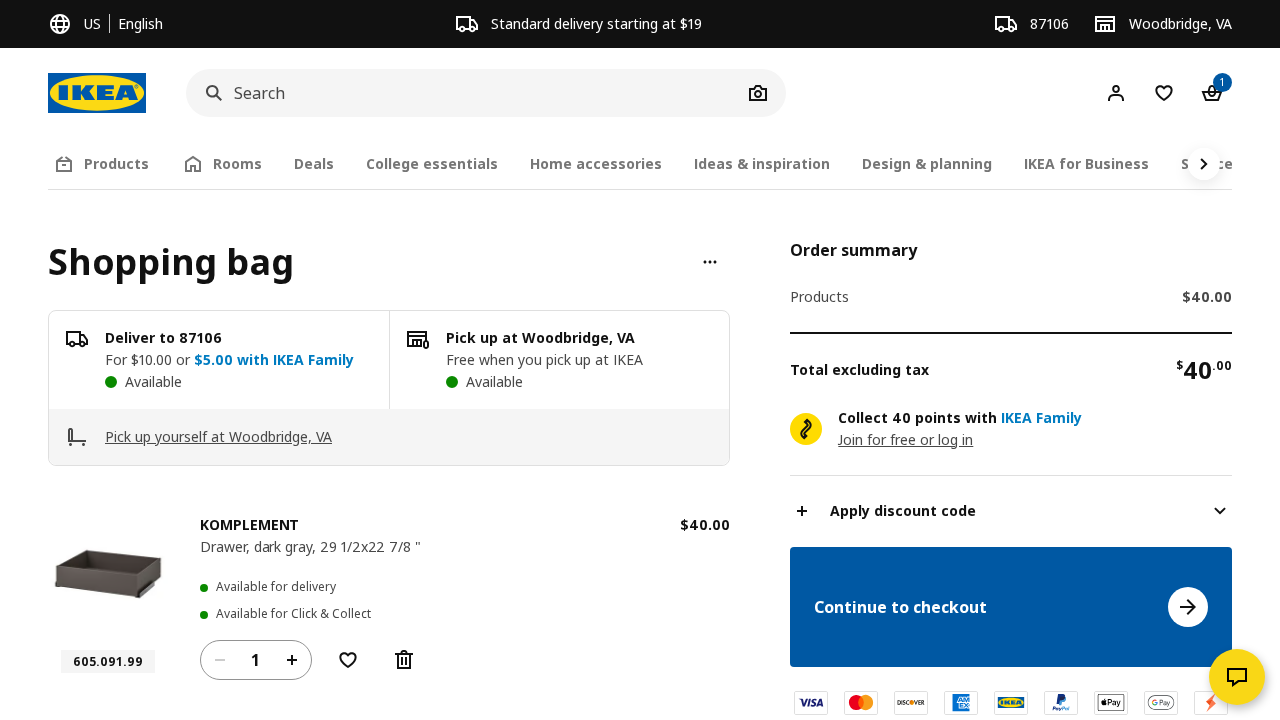 US | English
Standard delivery starting at $19
87106
Woodbridge, VA
IKEA
Search
1
Products
Rooms
Deals
College essentials
Home accessories
Ideas & inspiration
Design & planning
IKEA for Business
Shopping bag
Deliver to 87106
For $10.00 or $5.00 with IKEA Family
Available
Pick up at Woodbridge, VA
Free when you pick up at IKEA
Available
Pick up yourself at Woodbridge, VA
KOMPLEMENT
$40.00
Drawer, dark gray, 29 1/2x22 7/8 "
Available for delivery
Available for Click & Collect
605.091.99
1
Order summary
Products $40.00
Total excluding tax $40.00
Collect 40 points with IKEA Family
Join for free or log in
Apply discount code
Continue to checkout
VISA
DISCOVER
AMEX
IKEA
PayPal
Apple Pay
G Pay